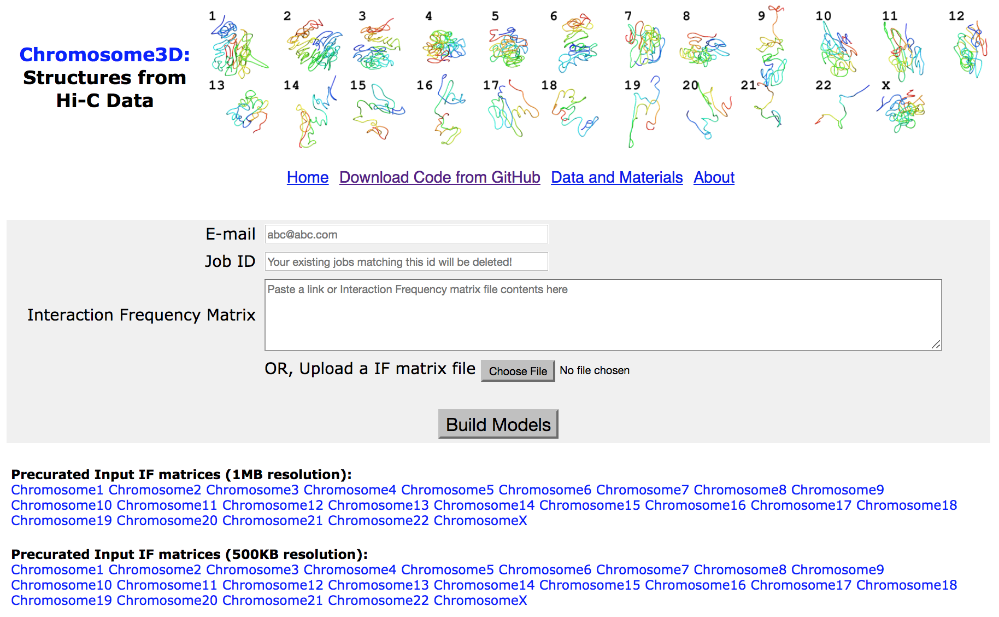 Chromosome3D:
Structures from
Hi-C Data
1 2 3 4 5 6 7 8 9 10 11 12
13 14 15 16 17 18 19 20 21 22 X
Home Download Code from GitHub Data and Materials About
E-mail abc@abc.com
Job ID Your existing jobs matching this id will be deleted!
Interaction Frequency Matrix Paste a link or Interaction Frequency matrix file contents here
OR, Upload a IF matrix file Choose File No file chosen
Build Models
Precurated Input IF matrices (1MB resolution):
Chromosome1 Chromosome2 Chromosome3 Chromosome4 Chromosome5 Chromosome6 Chromosome7 Chromosome8 Chromosome9
Chromosome10 Chromosome11 Chromosome12 Chromosome13 Chromosome14 Chromosome15 Chromosome16 Chromosome17 Chromosome18
Chromosome19 Chromosome20 Chromosome21 Chromosome22 ChromosomeX
Precurated Input IF matrices (500KB resolution):
Chromosome1 Chromosome2 Chromosome3 Chromosome4 Chromosome5 Chromosome6 Chromosome7 Chromosome8 Chromosome9
Chromosome10 Chromosome11 Chromosome12 Chromosome13 Chromosome14 Chromosome15 Chromosome16 Chromosome17 Chromosome18
Chromosome19 Chromosome20 Chromosome21 Chromosome22 ChromosomeX